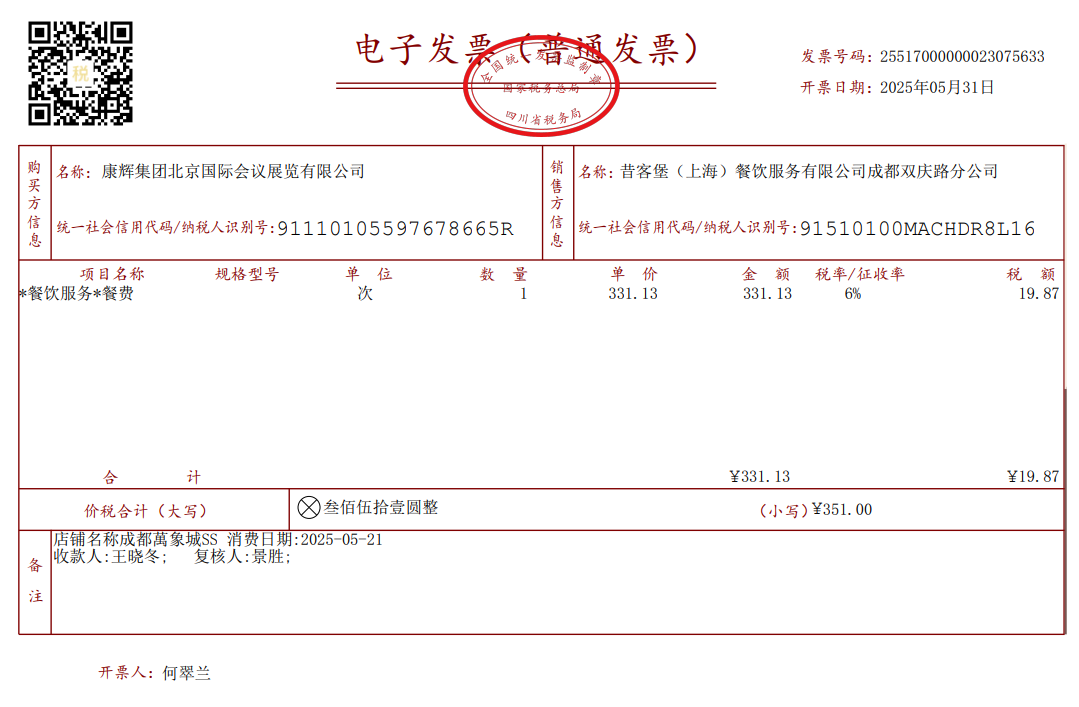 电子发票（普通发票）
全国统一发票监制章
国家税务总局
四川省税务局
税
发票号码：25517000000023075633
开票日期：2025年05月31日
购买方信息
名称：康辉集团北京国际会议展览有限公司
统一社会信用代码/纳税人识别号：91110105597678665R
销售方信息
名称：昔客堡（上海）餐饮服务有限公司成都双庆路分公司
统一社会信用代码/纳税人识别号：91510100MACHDR8L16
项目名称 规格型号 单 位 数 量 单 价 金 额 税率/征收率 税 额
*餐饮服务*餐费 次 1 331.13 331.13 6% 19.87
合 计 ¥331.13 ¥19.87
价税合计（大写） 叁佰伍拾壹圆整 （小写）¥351.00
备注
店铺名称成都萬象城SS 消费日期:2025-05-21
收款人:王晓冬; 复核人:景胜;
开票人：何翠兰